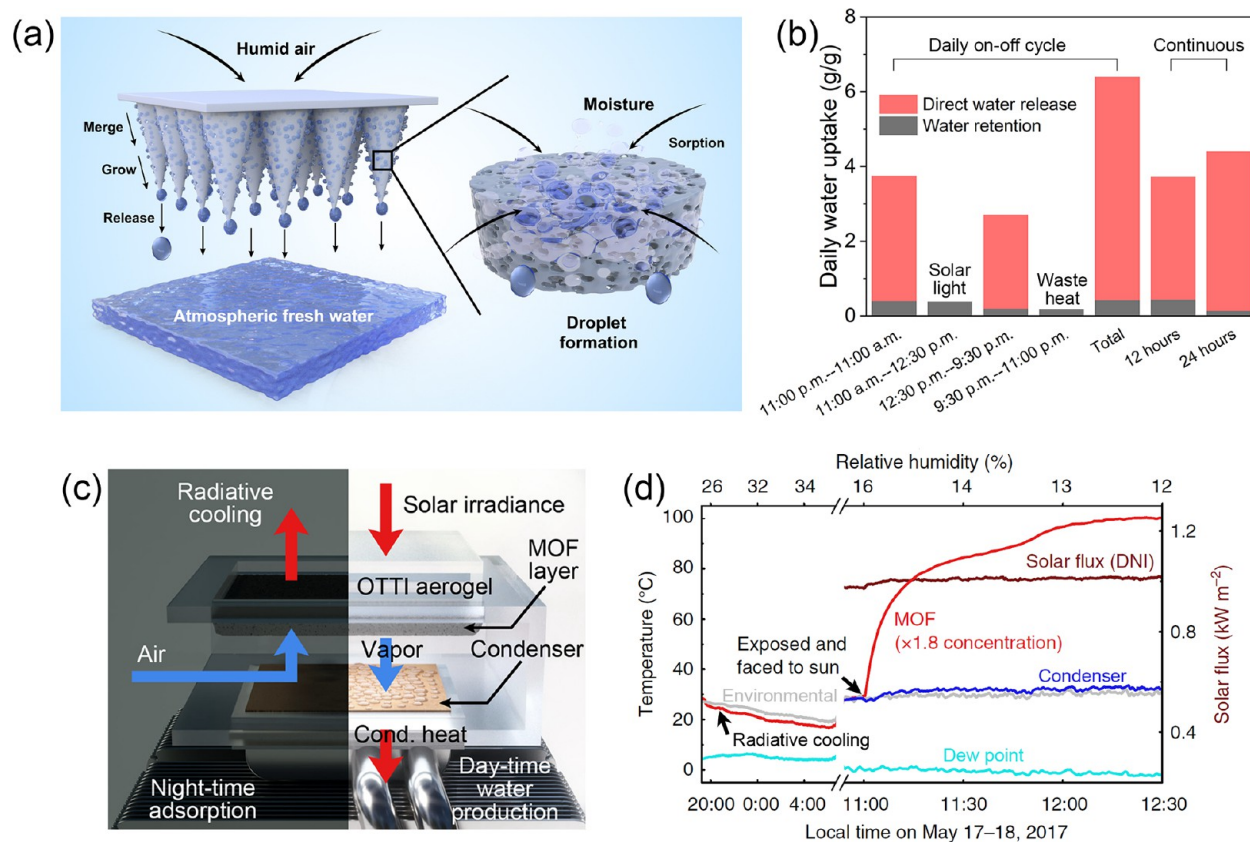 (a)
Humid air
Merge
Grow
Release
Atmospheric fresh water
Moisture
Sorption
Droplet
formation
(b)
Daily water uptake (g/g)
8
6
4
2
0
Daily on-off cycle
Continuous
Direct water release
Water retention
Solar
light
Waste
heat
11:00 p.m.--11:00 a.m.
11:00 a.m.--12:30 p.m.
12:30 p.m--9:30 p.m.
9:30 p.m--11:00 p.m.
Total
12 hours
24 hours
(c)
Radiative
cooling
Solar irradiance
MOF
layer
OTTI aerogel
Air
Vapor
Condenser
Cond. heat
Night-time
adsorption
Day-time
water
production
(d)
Relative humidity (%)
26 32 34 16 14 13 12
Temperature (°C)
100
80
60
40
20
0
Solar flux (DNI)
MOF
(×1.8 concentration)
Exposed and
faced to sun
Environmental
Condenser
Radiative cooling
Dew point
1.2
0.8
0.4
Solar flux (kW m⁻²)
20:00 0:00 4:00 11:00 11:30 12:00 12:30
Local time on May 17–18, 2017